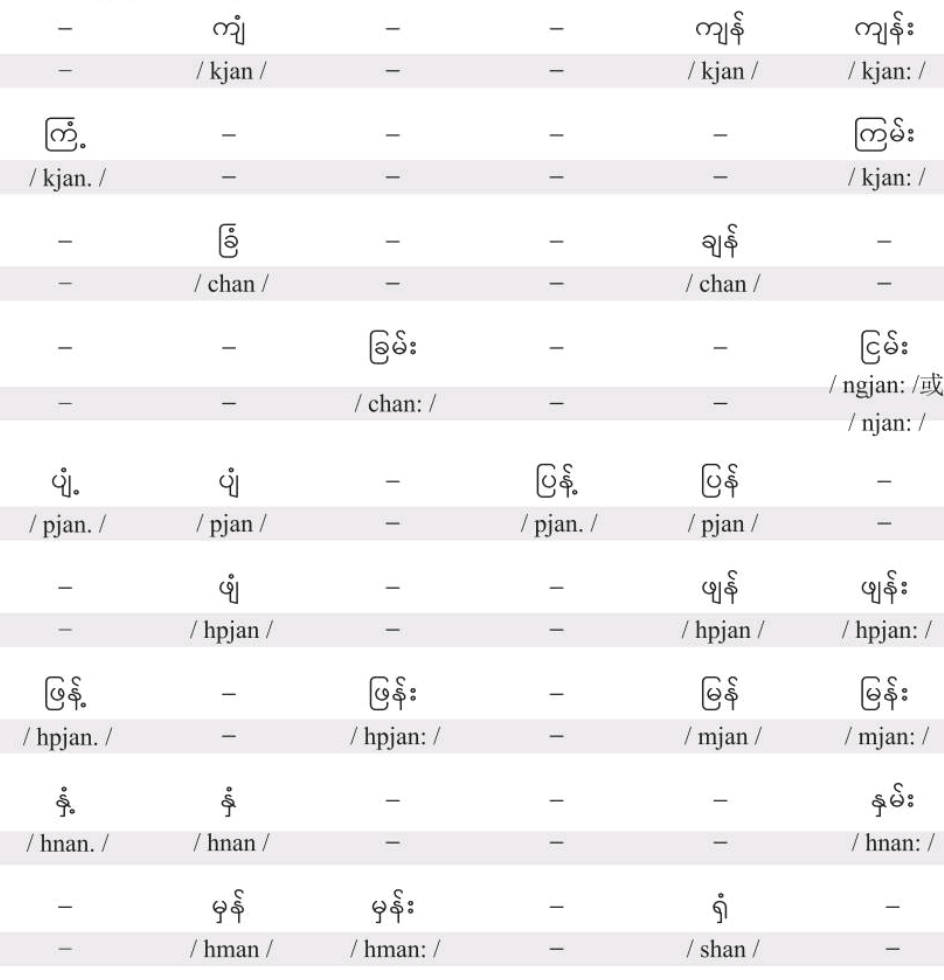 – ကျံ – – ကျန် ကျန်း
– / kjan / – – / kjan / / kjan: /
ကြံ့ – – – – ကြမ်း
/ kjan. / – – – – / kjan: /
– ခြံ – – ချန် –
– / chan / – – / chan / –
– – ခြမ်း – – ငြမ်း
– – / chan: / – – / ngjan: /或
/ njan: /
ပျံ့ ပျံ – ပြန့် ပြန် –
/ pjan. / / pjan / – / pjan. / / pjan / –
– ဖျံ – – ဖျန် ဖျန်း
– / hpjan / – – / hpjan / / hpjan: /
ဖြန့် – ဖြန်း – မြန် မြန်း
/ hpjan. / – / hpjan: / – / mjan / / mjan: /
နှံ့ နှံ – – – နှမ်း
/ hnan. / / hnan / – – – / hnan: /
– မှန် မှန်း – ရှံ –
– / hman / / hman: / – / shan / –